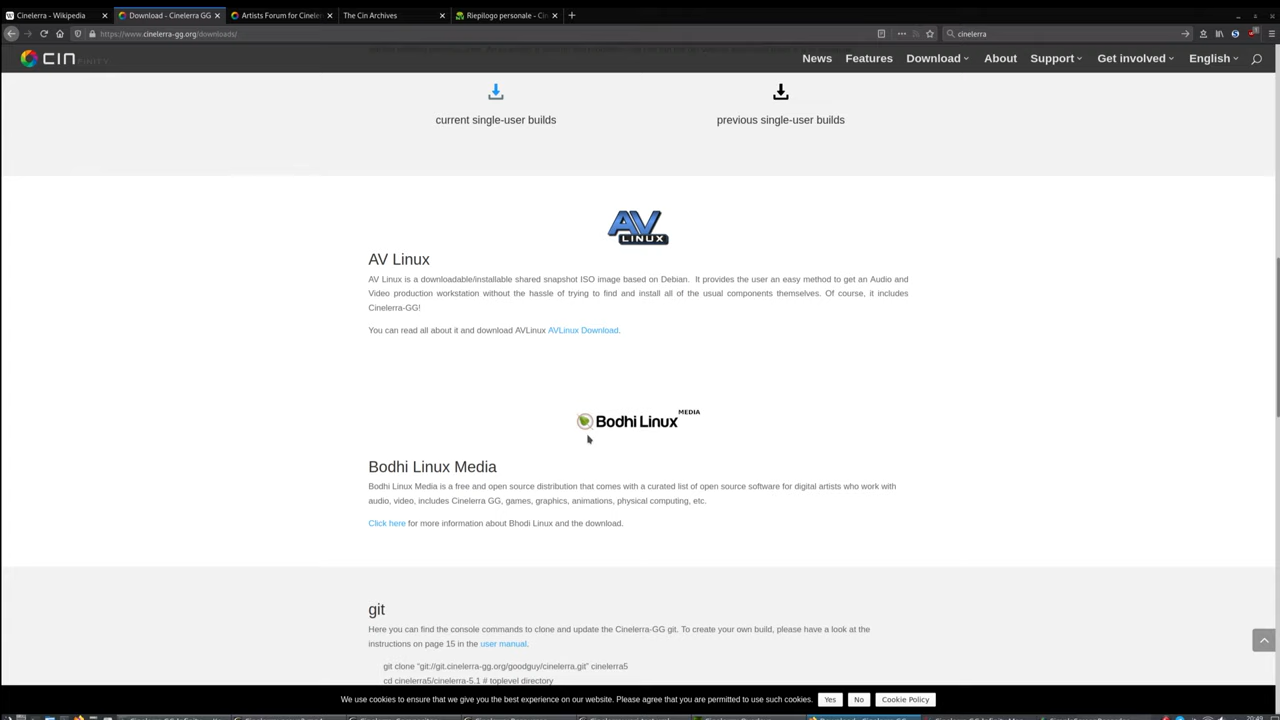 Cinelerra - Wikipedia
Download - Cinelerra GG
Artists Forum for Cineler
The Cin Archives
Riepilogo personale - Cin
https://www.cinelerra-gg.org/downloads/
cinelerra
CINFINITY
News Features Download About Support Get involved English
current single-user builds
previous single-user builds
AV
LINUX
AV Linux
AV Linux is a downloadable/installable shared snapshot ISO image based on Debian. It provides the user an easy method to get an Audio and
Video production workstation without the hassle of trying to find and install all of the usual components themselves. Of course, it includes
Cinelerra-GG!
You can read all about it and download AVLinux AVLinux Download.
Bodhi Linux MEDIA
Bodhi Linux Media
Bodhi Linux Media is a free and open source distribution that comes with a curated list of open source software for digital artists who work with
audio, video, includes Cinelerra GG, games, graphics, animations, physical computing, etc.
Click here for more information about Bhodi Linux and the download.
git
Here you can find the console commands to clone and update the Cinelerra-GG git. To create your own build, please have a look at the
instructions on page 15 in the user manual.
git clone “git://git.cinelerra-gg.org/goodguy/cinelerra.git” cinelerra5
cd cinelerra5/cinelerra-5.1 # toplevel directory
We use cookies to ensure that we give you the best experience on our website. Please agree that you are permitted to use such cookies. Yes No Cookie Policy